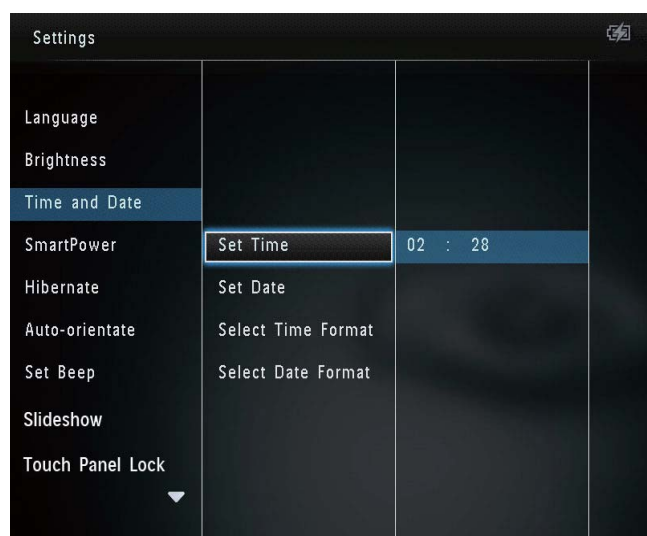 Settings
Language
Brightness
Time and Date
SmartPower
Hibernate
Auto-orientate
Set Beep
Slideshow
Touch Panel Lock
Set Time
Set Date
Select Time Format
Select Date Format
02 : 28